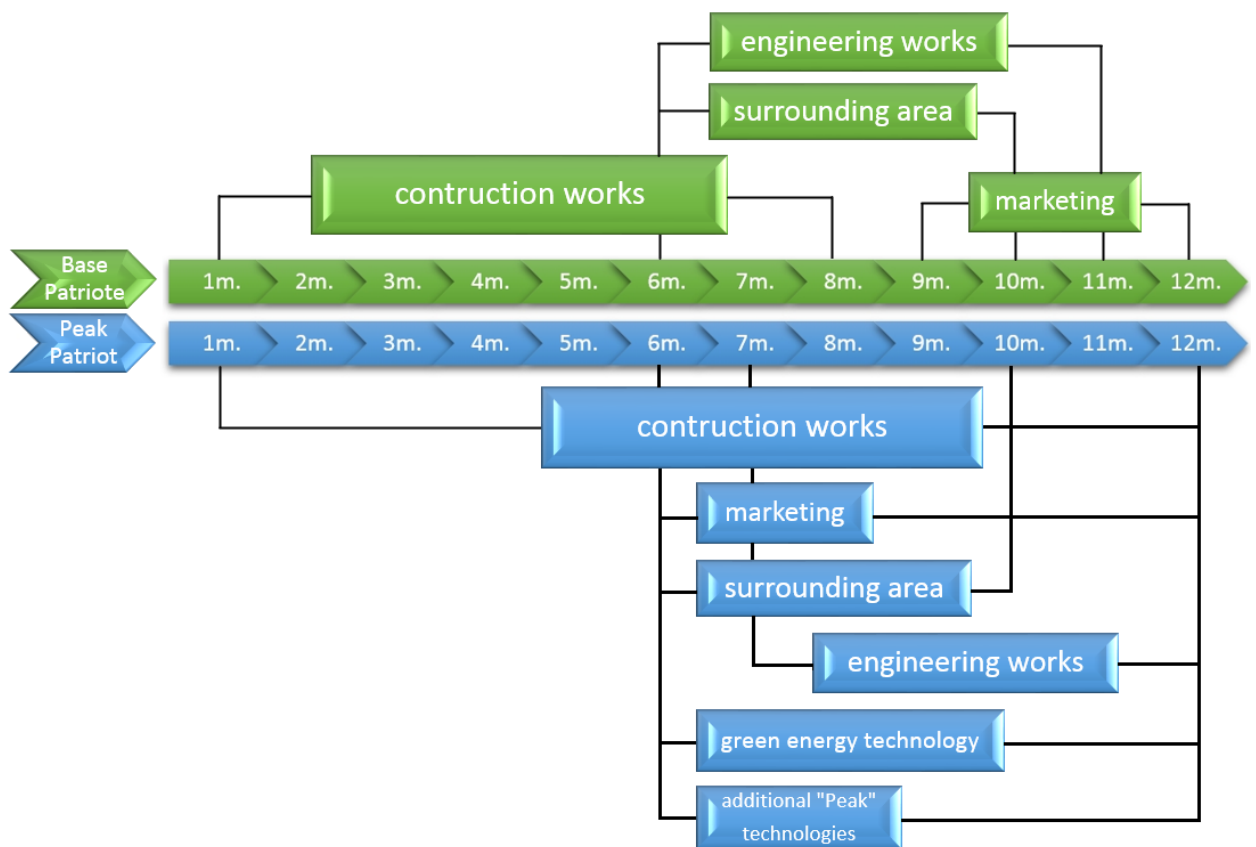 engineering works
surrounding area
contruction works
marketing
Base
Patriote
1m. 2m. 3m. 4m. 5m. 6m. 7m. 8m. 9m. 10m. 11m. 12m.
Peak
Patriot
1m. 2m. 3m. 4m. 5m. 6m. 7m. 8m. 9m. 10m. 11m. 12m.
contruction works
marketing
surrounding area
engineering works
green energy technology
additional "Peak"
technologies